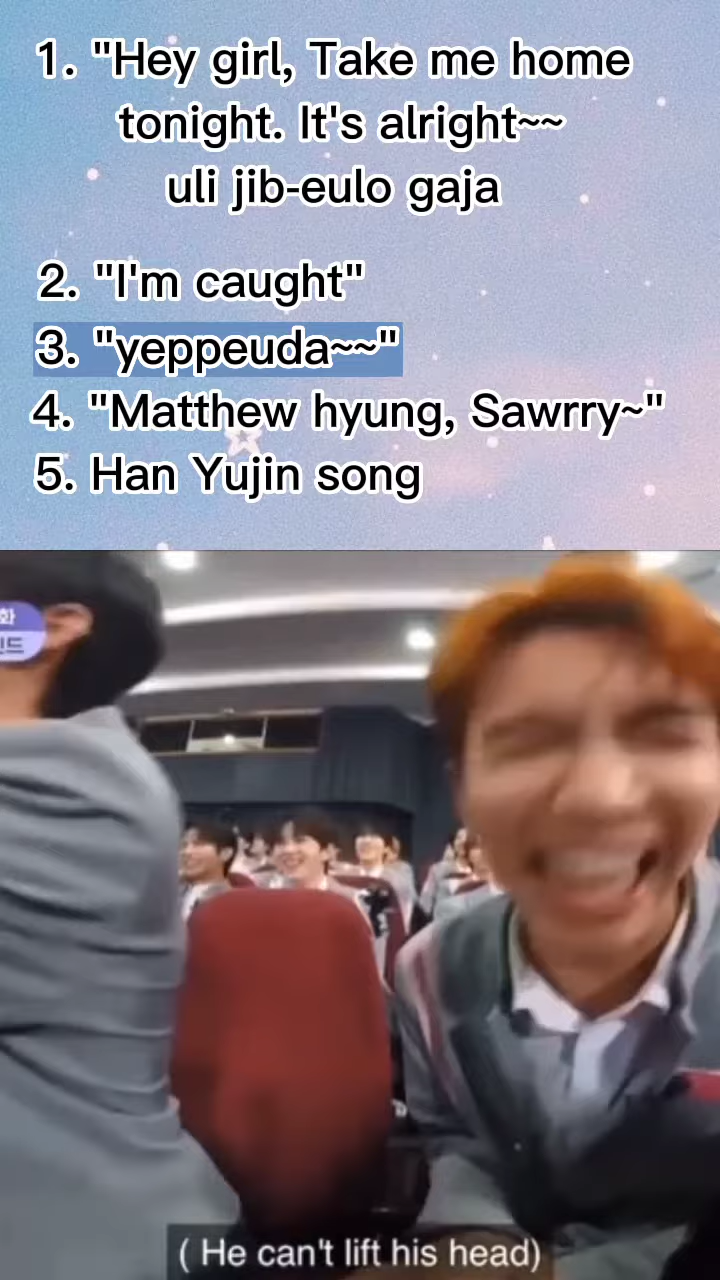 1. "Hey girl, Take me home
tonight. It's alright~~
uli jib-eulo gaja
2. "I'm caught"
3. "yeppeuda~~"
4. "Matthew hyung, Sawrry~"
5. Han Yujin song
화
( He can't lift his head)